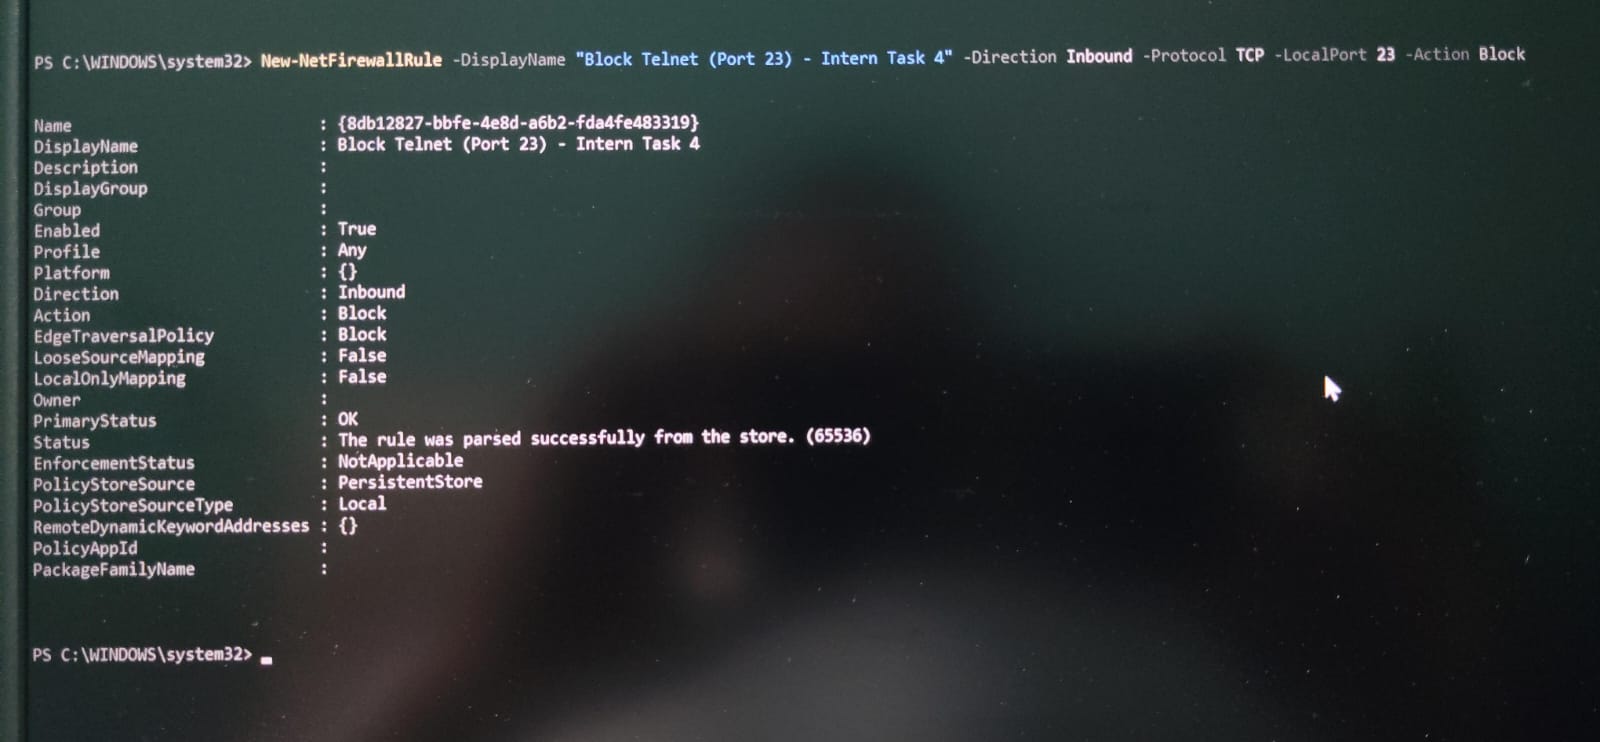 PS C:\WINDOWS\system32> New-NetFirewallRule -DisplayName "Block Telnet (Port 23) - Intern Task 4" -Direction Inbound -Protocol TCP -LocalPort 23 -Action Block
Name : {8db12827-bbfe-4e8d-a6b2-fda4fe483319}
DisplayName : Block Telnet (Port 23) - Intern Task 4
Description :
DisplayGroup :
Group :
Enabled : True
Profile : Any
Platform : {}
Direction : Inbound
Action : Block
EdgeTraversalPolicy : Block
LooseSourceMapping : False
LocalOnlyMapping : False
Owner :
PrimaryStatus : OK
Status : The rule was parsed successfully from the store. (65536)
EnforcementStatus : NotApplicable
PolicyStoreSource : PersistentStore
PolicyStoreSourceType : Local
RemoteDynamicKeywordAddresses : {}
PolicyAppId :
PackageFamilyName :
PS C:\WINDOWS\system32>